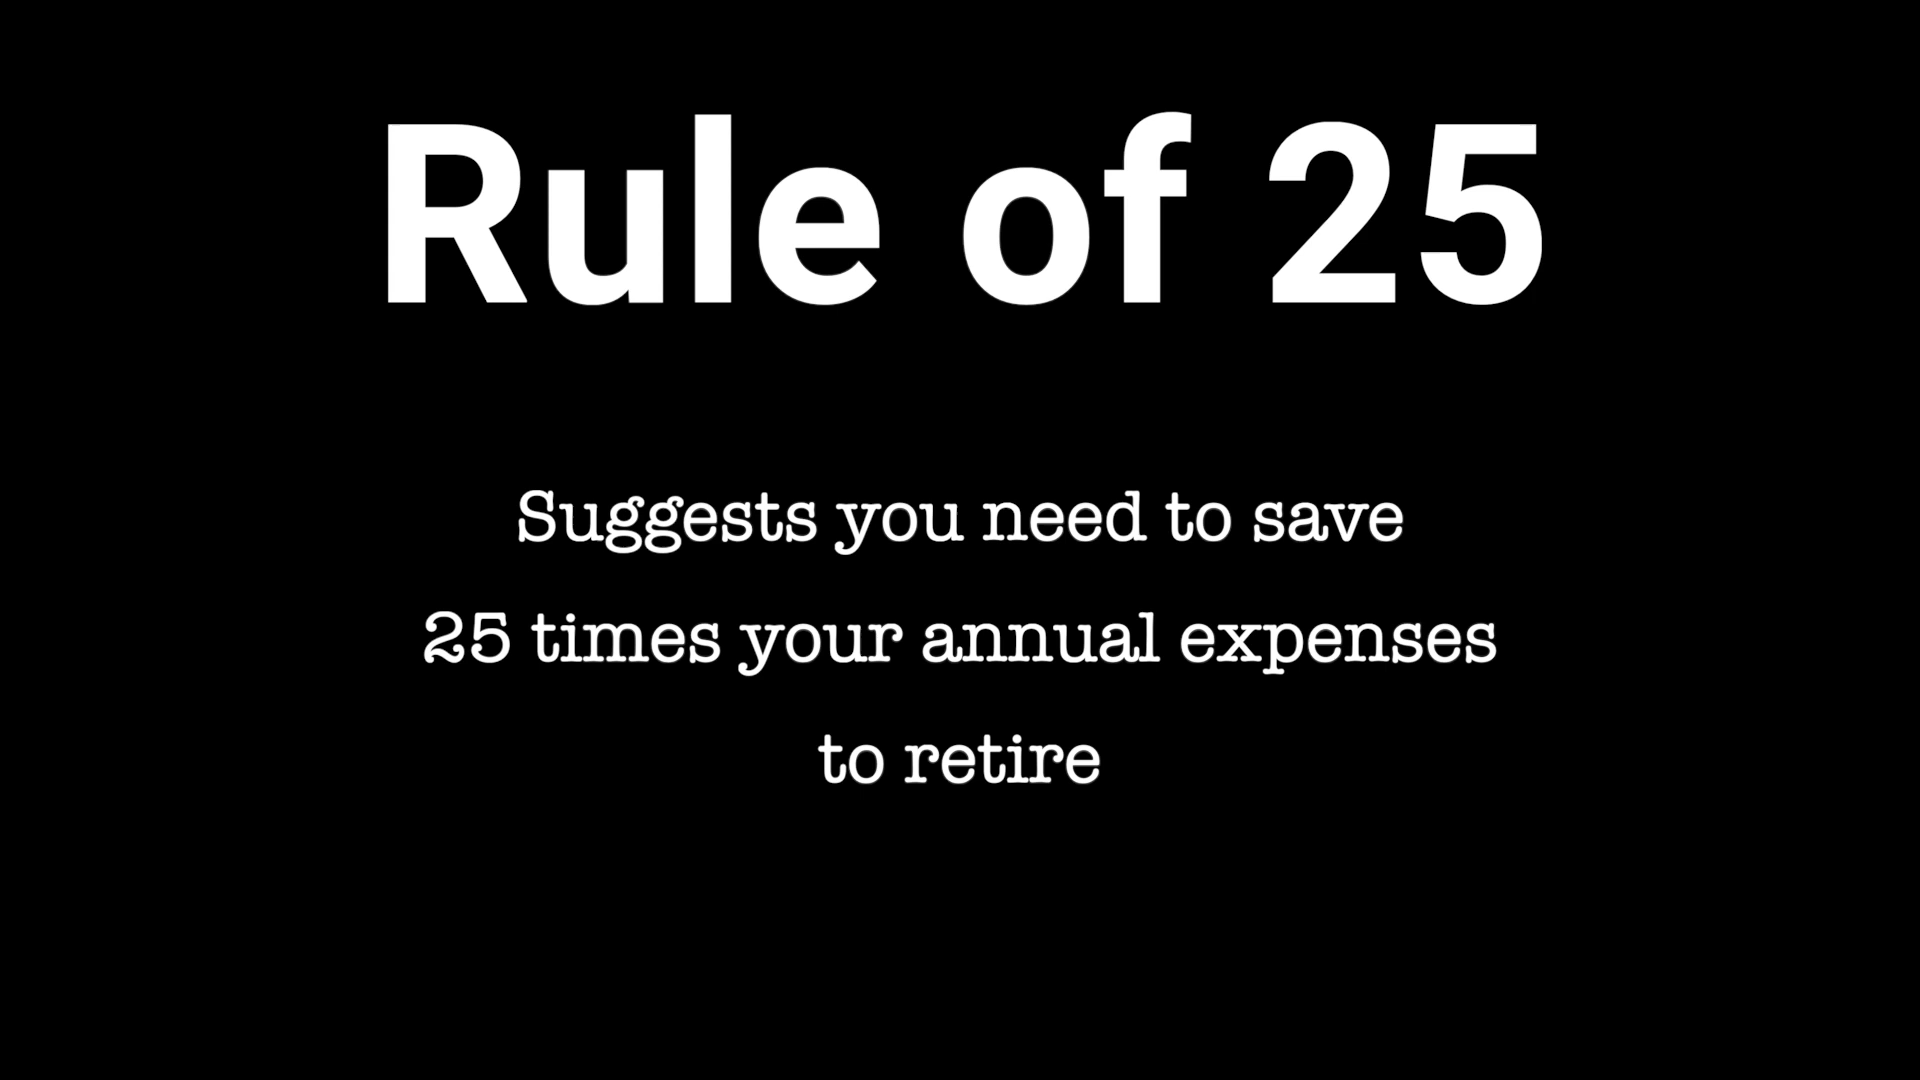 Rule of 25
Suggests you need to save
25 times your annual expenses
to retire